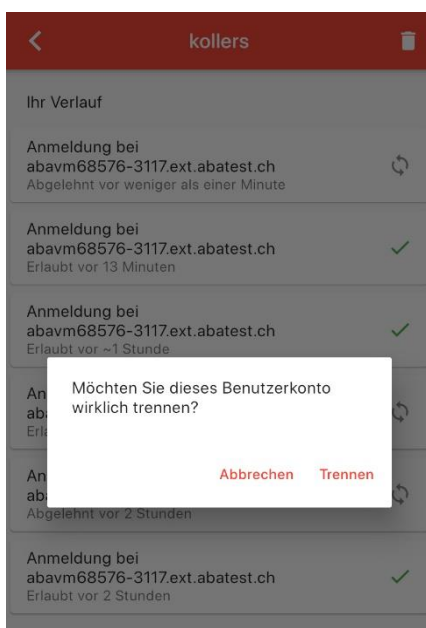 kollers
Ihr Verlauf
Anmeldung bei
abavm68576-3117.ext.abatest.ch
Abgelehnt vor weniger als einer Minute
Anmeldung bei
abavm68576-3117.ext.abatest.ch
Erlaubt vor 13 Minuten
Anmeldung bei
abavm68576-3117.ext.abatest.ch
Erlaubt vor ~1 Stunde
Möchten Sie dieses Benutzerkonto
wirklich trennen?
Abbrechen Trennen
Abgelehnt vor 2 Stunden
Anmeldung bei
abavm68576-3117.ext.abatest.ch
Erlaubt vor 2 Stunden